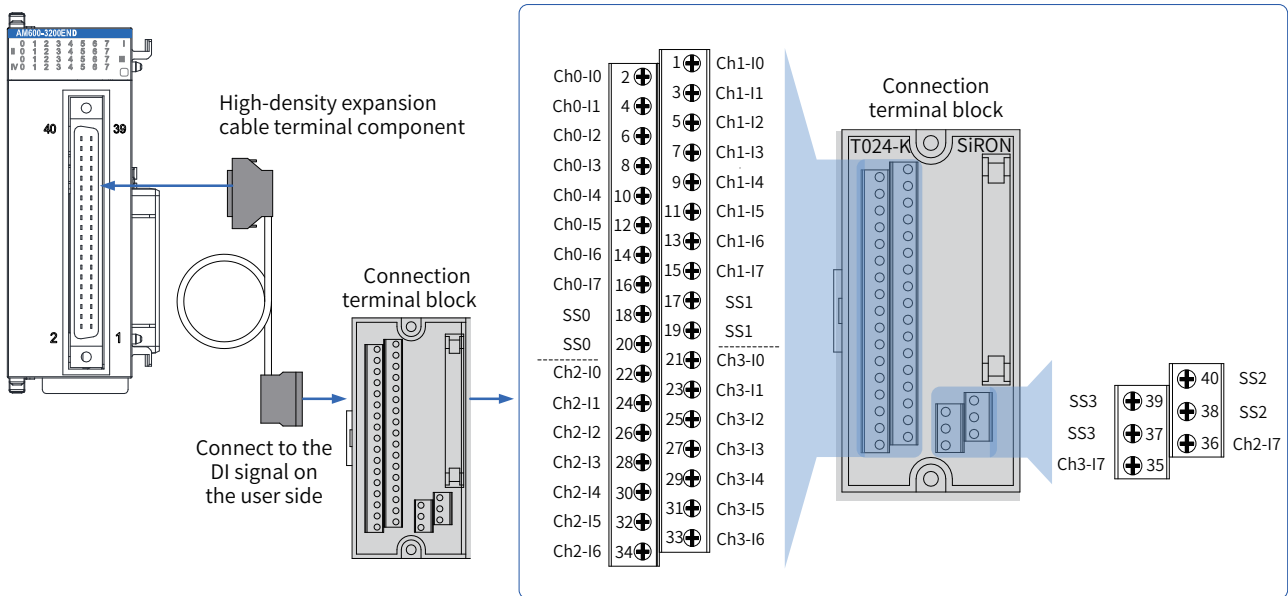 AM600-3200END
0 1 2 3 4 5 6 7 I
II 0 1 2 3 4 5 6 7
0 1 2 3 4 5 6 7 III
IV 0 1 2 3 4 5 6 7
40 39
2 1
High-density expansion
cable terminal component
Connection
terminal block
Connect to the
DI signal on
the user side
1 Ch1-I0
Ch0-I0 2
3 Ch1-I1
Ch0-I1 4
5 Ch1-I2
Ch0-I2 6
7 Ch1-I3
Ch0-I3 8
9 Ch1-I4
Ch0-I4 10
11 Ch1-I5
Ch0-I5 12
13 Ch1-I6
Ch0-I6 14
15 Ch1-I7
Ch0-I7 16
17 SS1
SS0 18
19 SS1
SS0 20
21 Ch3-I0
Ch2-I0 22
23 Ch3-I1
Ch2-I1 24
25 Ch3-I2
Ch2-I2 26
27 Ch3-I3
Ch2-I3 28
29 Ch3-I4
Ch2-I4 30
31 Ch3-I5
Ch2-I5 32
33 Ch3-I6
Ch2-I6 34
Connection
terminal block
T024-K SiRON
40 SS2
SS3 39
38 SS2
SS3 37
36 Ch2-I7
Ch3-I7 35